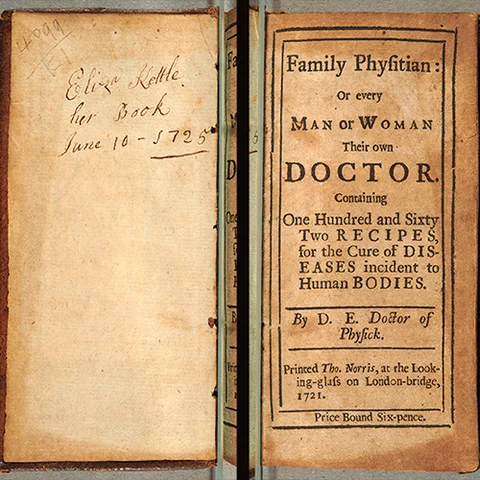 4099
Eliza Kettle
her Book
June 10 - 1725
Family Phyſitian:
Or every
MAN or WOMAN
Their own
DOCTOR.
Containing
One Hundred and Sixty
Two RECIPES,
for the Cure of DIS-
EASES incident to
Human BODIES.
By D. E. Doctor of
Phyſick.
Printed Tho. Norris, at the Look-
ing-glaſs on London-bridge,
1721.
Price Bound Six-pence.